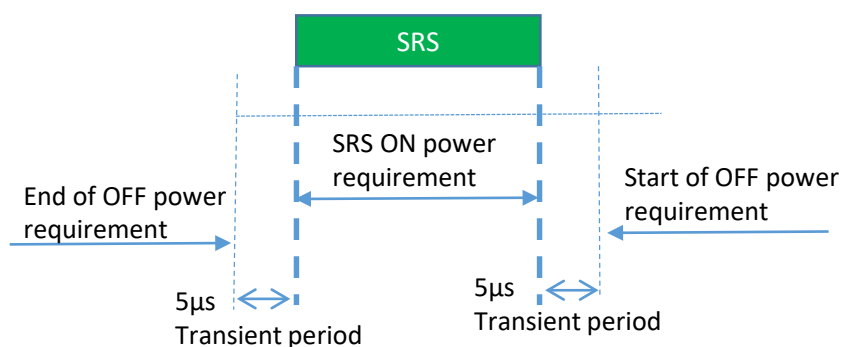 SRS
SRS ON power
requirement
End of OFF power
requirement
Start of OFF power
requirement
5µs
Transient period
5µs
Transient period